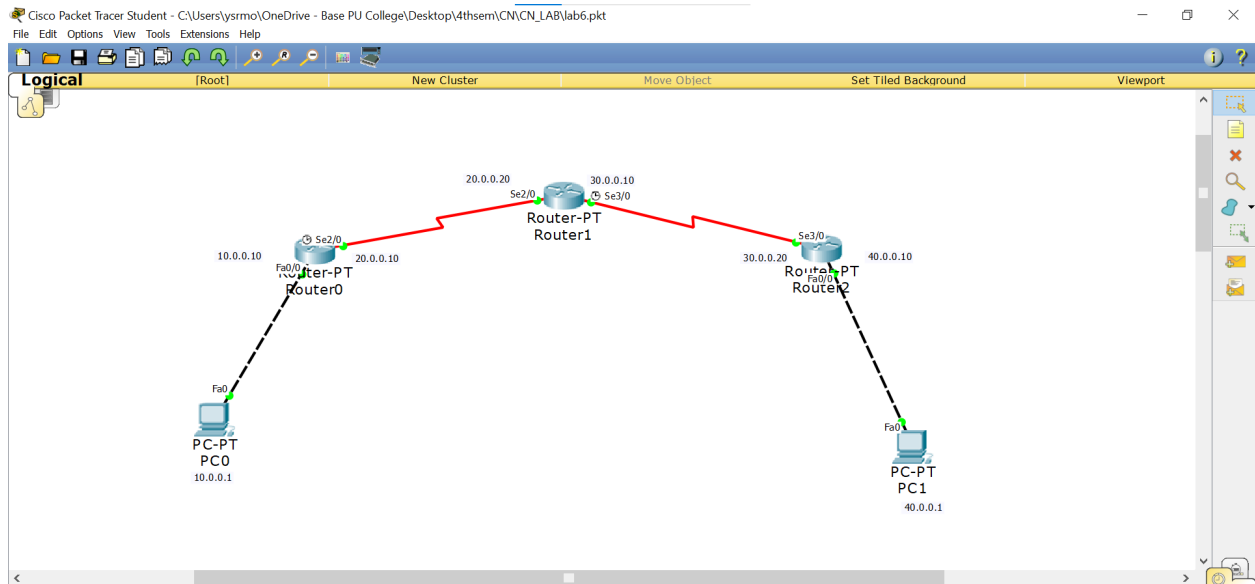 Cisco Packet Tracer Student - C:\Users\ysrmo\OneDrive - Base PU College\Desktop\4thsem\CN\CN_LAB\lab6.pkt
File Edit Options View Tools Extensions Help
Logical [Root] New Cluster Move Object Set Tiled Background Viewport
20.0.0.20 30.0.0.10
Se2/0 Se3/0
Router-PT
Router1
Se2/0 Se3/0
10.0.0.10 20.0.0.10 30.0.0.20 40.0.0.10
Fa0/0 Router-PT Router-PT
Fa0/0
Router0 Router2
Fa0
PC-PT
PC0
10.0.0.1
Fa0
PC-PT
PC1
40.0.0.1